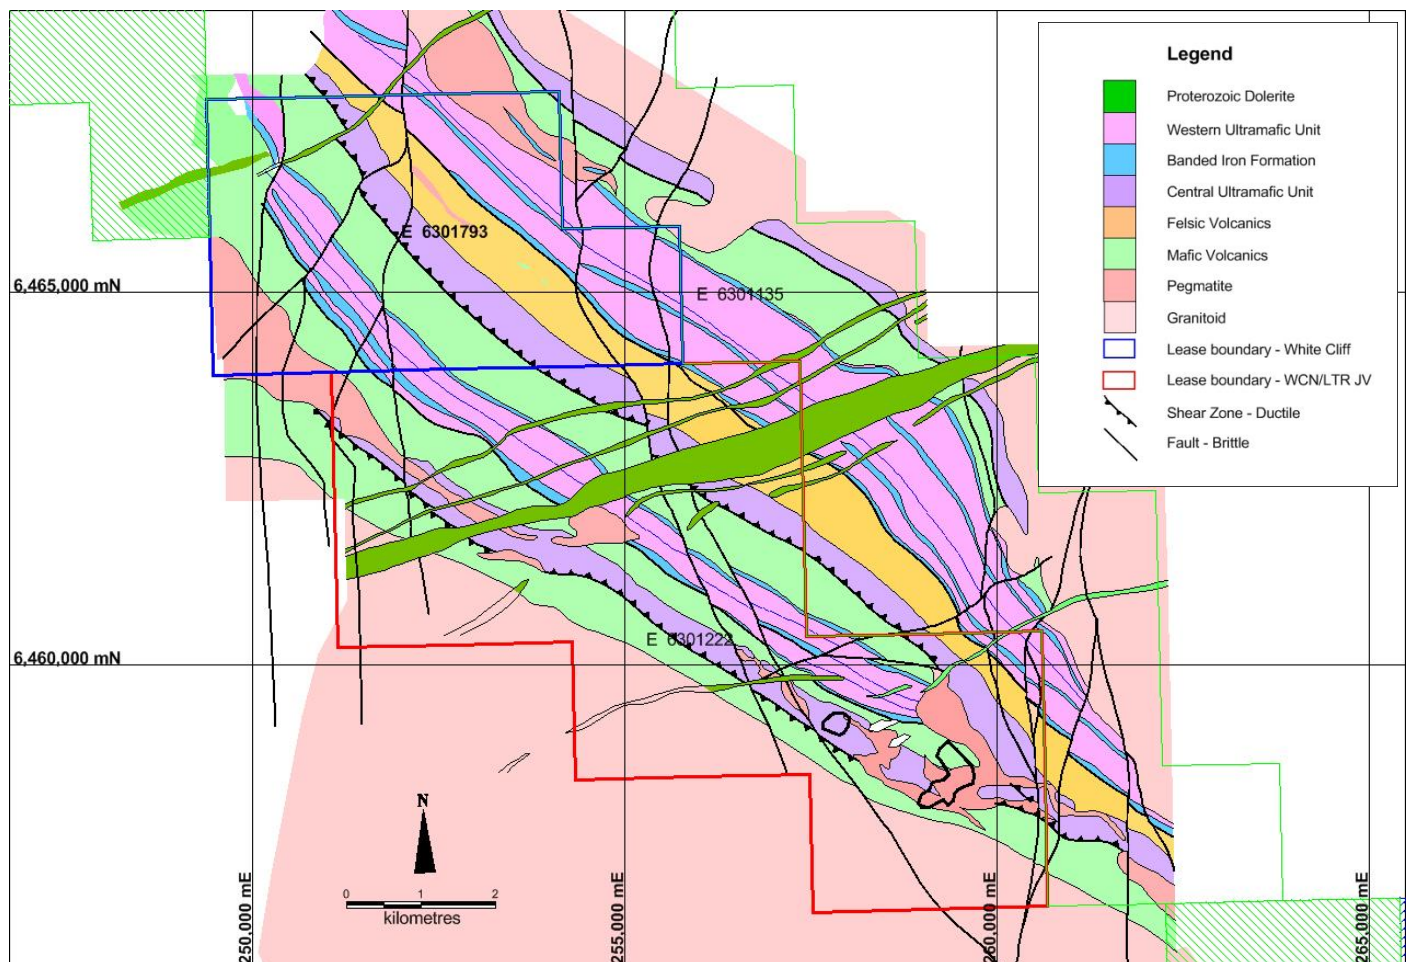 Legend
Proterozoic Dolerite
Western Ultramafic Unit
Banded Iron Formation
Central Ultramafic Unit
Felsic Volcanics
Mafic Volcanics
Pegmatite
Granitoid
Lease boundary - White Cliff
Lease boundary - WCN/LTR JV
Shear Zone - Ductile
Fault - Brittle
E 6301793
6,465,000 mN
E 6301135
E 6301222
6,460,000 mN
N
0 1 2
kilometres
250,000 mE
255,000 mE
260,000 mE
265,000 mE